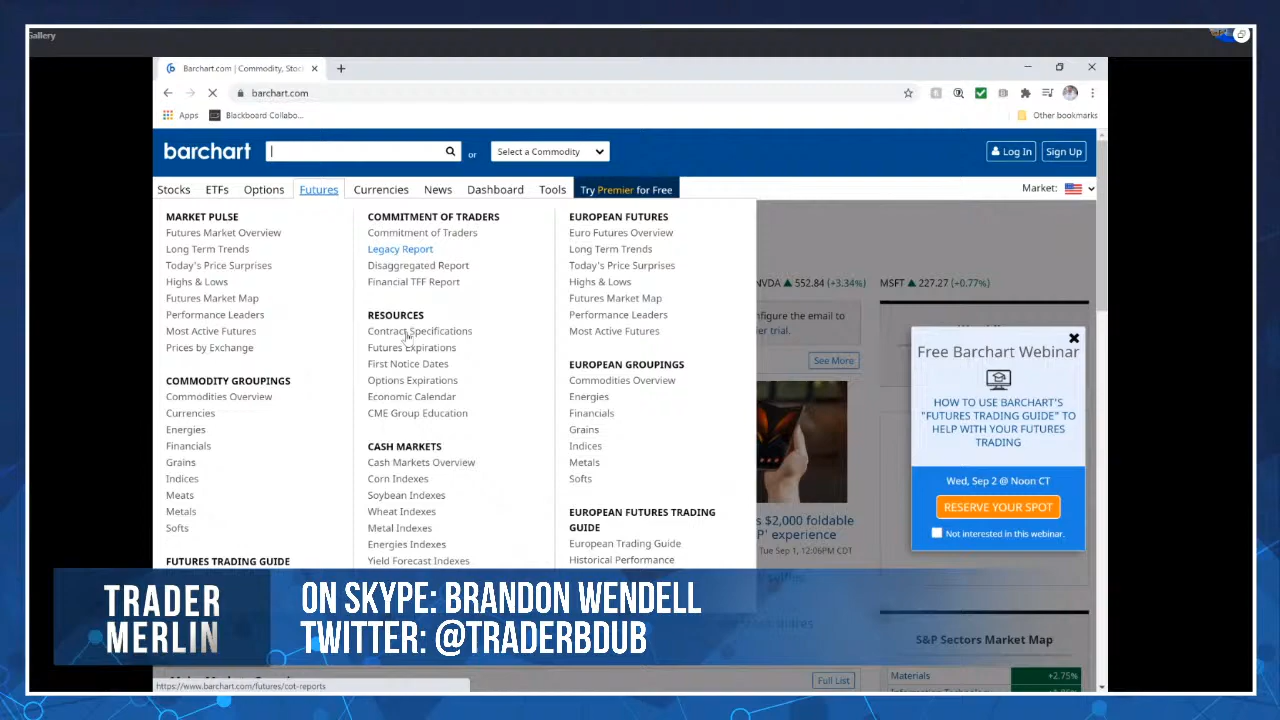 Gallery
Barchart.com | Commodity, Stoc
barchart.com
Apps
Blackboard Collabo...
Other bookmarks
barchart
or
Select a Commodity
Log In
Sign Up
Stocks
ETFs
Options
Futures
Currencies
News
Dashboard
Tools
Try Premier for Free
Market:
MARKET PULSE
Futures Market Overview
Long Term Trends
Today's Price Surprises
Highs & Lows
Futures Market Map
Performance Leaders
Most Active Futures
Prices by Exchange
COMMODITY GROUPINGS
Commodities Overview
Currencies
Energies
Financials
Grains
Indices
Meats
Metals
Softs
FUTURES TRADING GUIDE
COMMITMENT OF TRADERS
Commitment of Traders
Legacy Report
Disaggregated Report
Financial TFF Report
RESOURCES
Contract Specifications
Futures Expirations
First Notice Dates
Options Expirations
Economic Calendar
CME Group Education
CASH MARKETS
Cash Markets Overview
Corn Indexes
Soybean Indexes
Wheat Indexes
Metal Indexes
Energies Indexes
Yield Forecast Indexes
EUROPEAN FUTURES
Euro Futures Overview
Long Term Trends
Today's Price Surprises
Highs & Lows
Futures Market Map
Performance Leaders
Most Active Futures
EUROPEAN GROUPINGS
Commodities Overview
Energies
Financials
Grains
Indices
Metals
Softs
EUROPEAN FUTURES TRADING
GUIDE
European Trading Guide
Historical Performance
NVDA 552.84 (+3.34%)
MSFT 227.27 (+0.77%)
nfigure the email to
er trial.
See More
s $2,000 foldable
P' experience
Tue Sep 1, 12:06PM CDT
Free Barchart Webinar
HOW TO USE BARCHART'S
"FUTURES TRADING GUIDE" TO
HELP WITH YOUR FUTURES
TRADING
Wed, Sep 2 @ Noon CT
RESERVE YOUR SPOT
Not interested in this webinar.
S&P Sectors Market Map
Materials +2.75%
Full List
TRADER
MERLIN
ON SKYPE: BRANDON WENDELL
TWITTER: @TRADERBDUB
https://www.barchart.com/futures/cot-reports